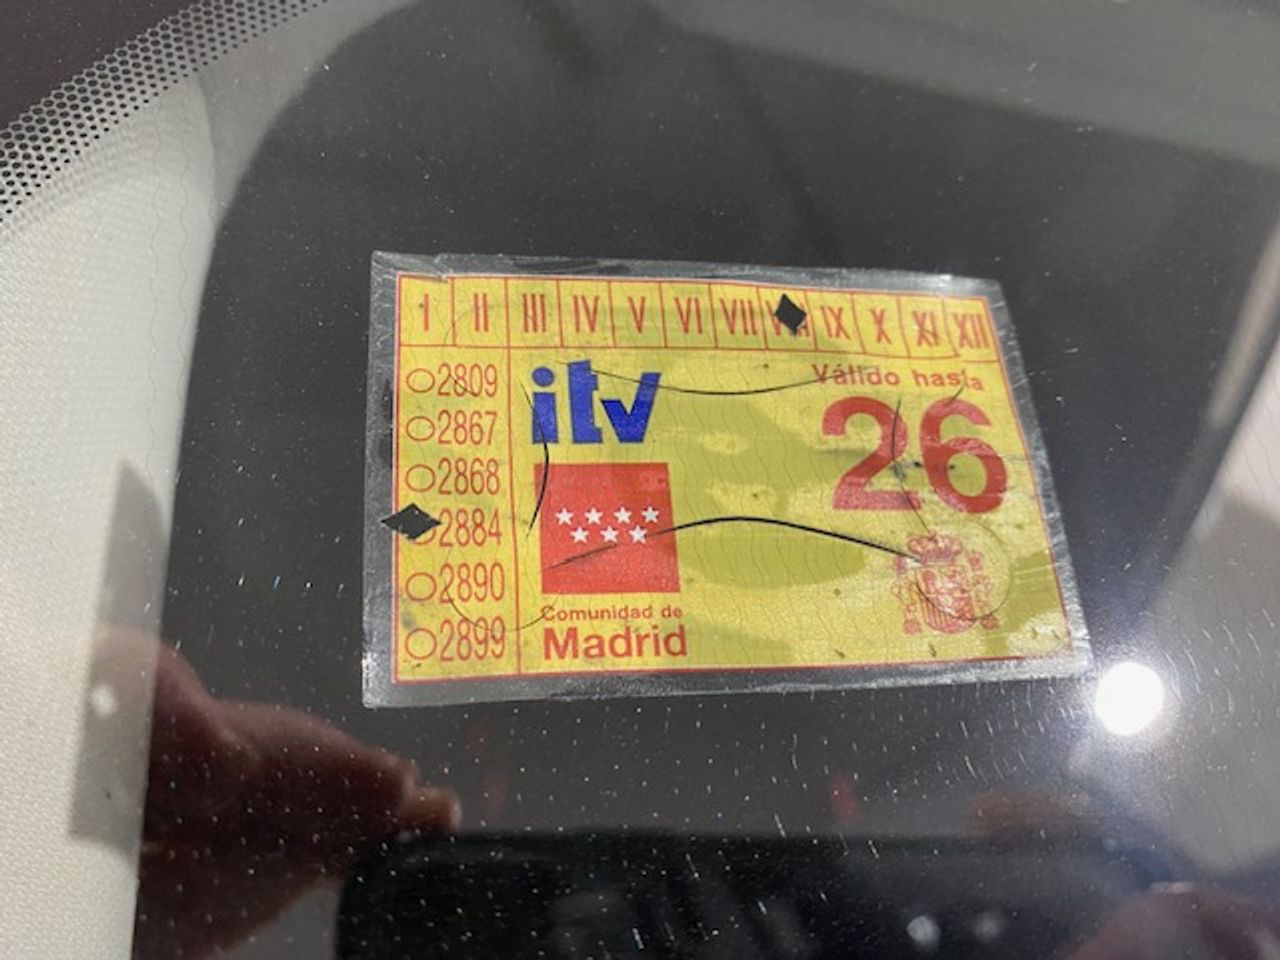 I II III IV V VI VII VIII IX X XI XII
2809
2867
2868
2884
2890
2899
itv
Válido hasta
26
Comunidad de
Madrid